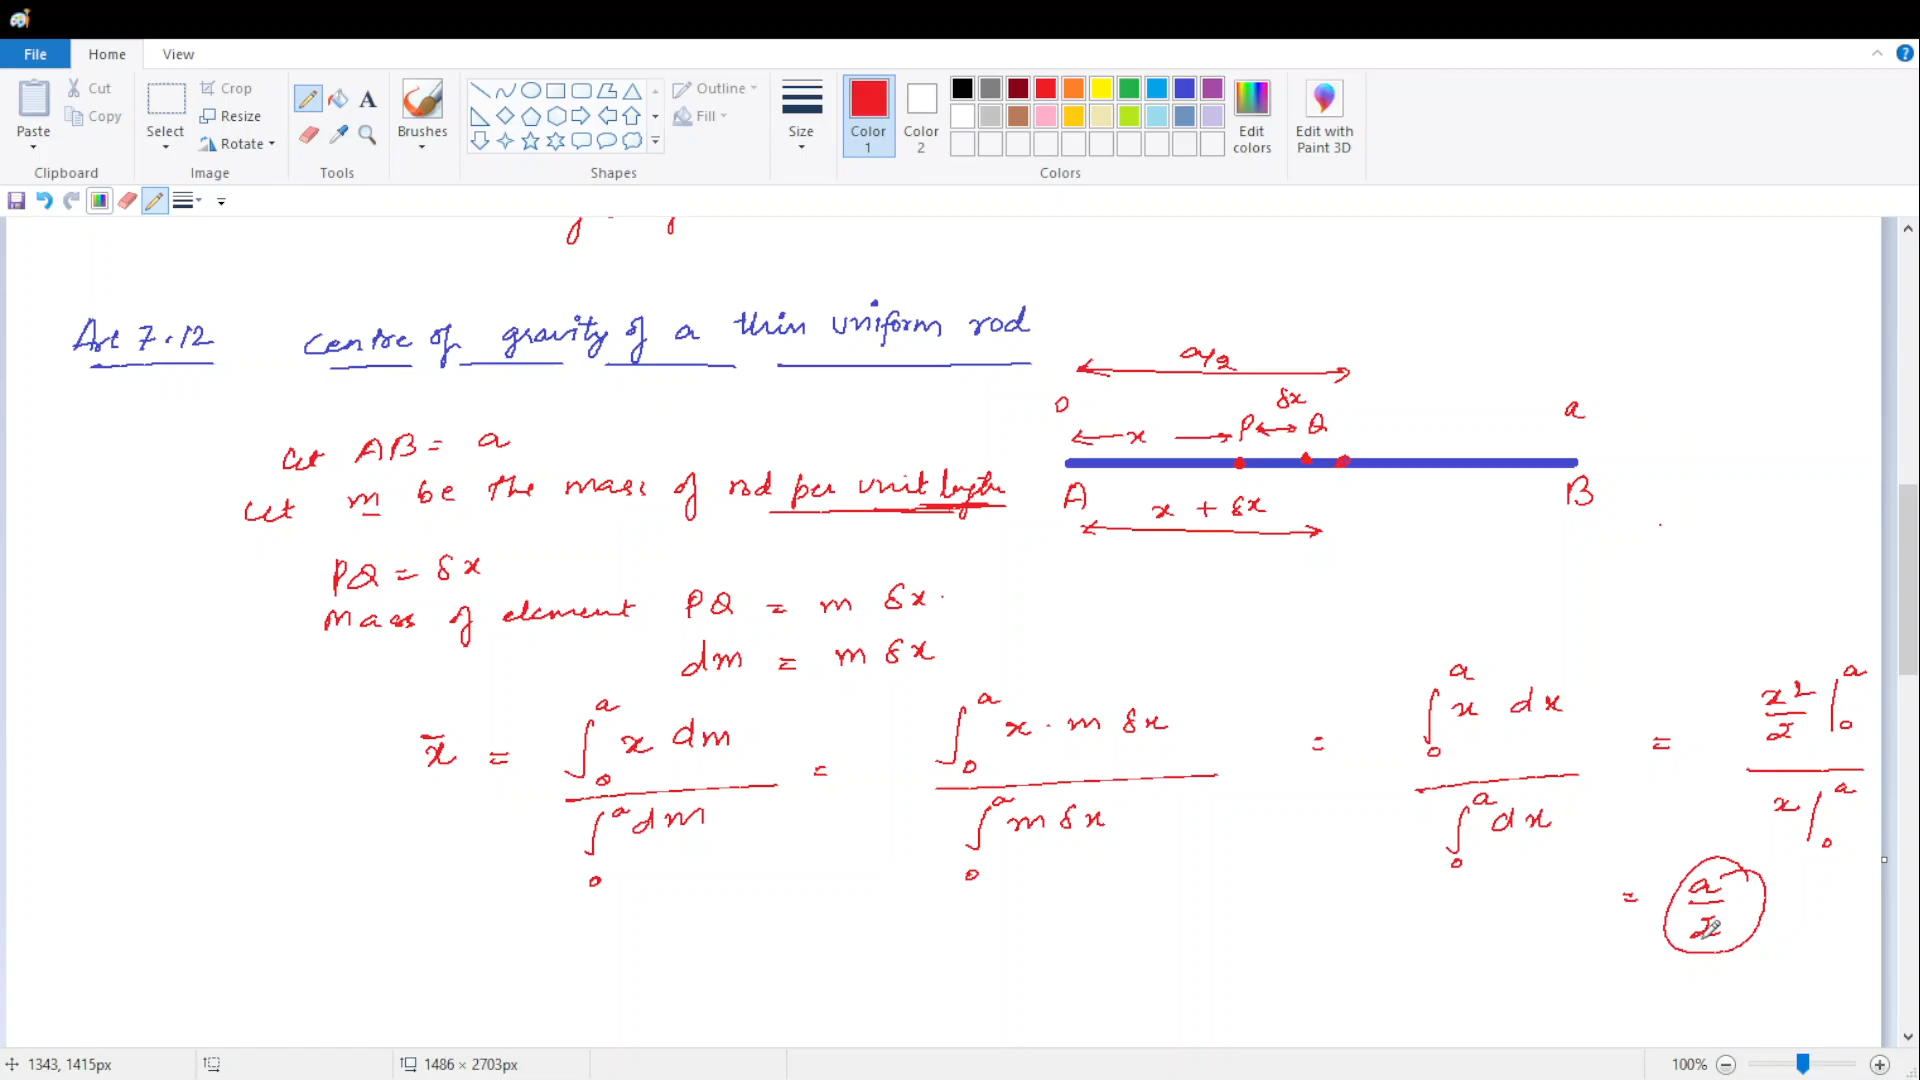 File Home View
Paste Cut Copy Clipboard
Select Crop Resize Rotate Image
Tools
Brushes
Outline Fill Shapes
Size
Color 1 Color 2 Edit colors Edit with Paint 3D Colors
Art 7.12 Centre of gravity of a thin uniform rod
a/2
δx
0 a
x P Q
Let AB = a
Let m be the mass of rod per unit length
A B
x + δx
PQ = δx
Mass of element PQ = m δx
dm = m δx
x̄ = ∫₀ᵃ x dm / ∫₀ᵃ dm = ∫₀ᵃ x · m δx / ∫₀ᵃ m δx = ∫₀ᵃ x dx / ∫₀ᵃ dx = x²/2 |₀ᵃ / x |₀ᵃ
= a/2
1343, 1415px 1486 × 2703px 100%